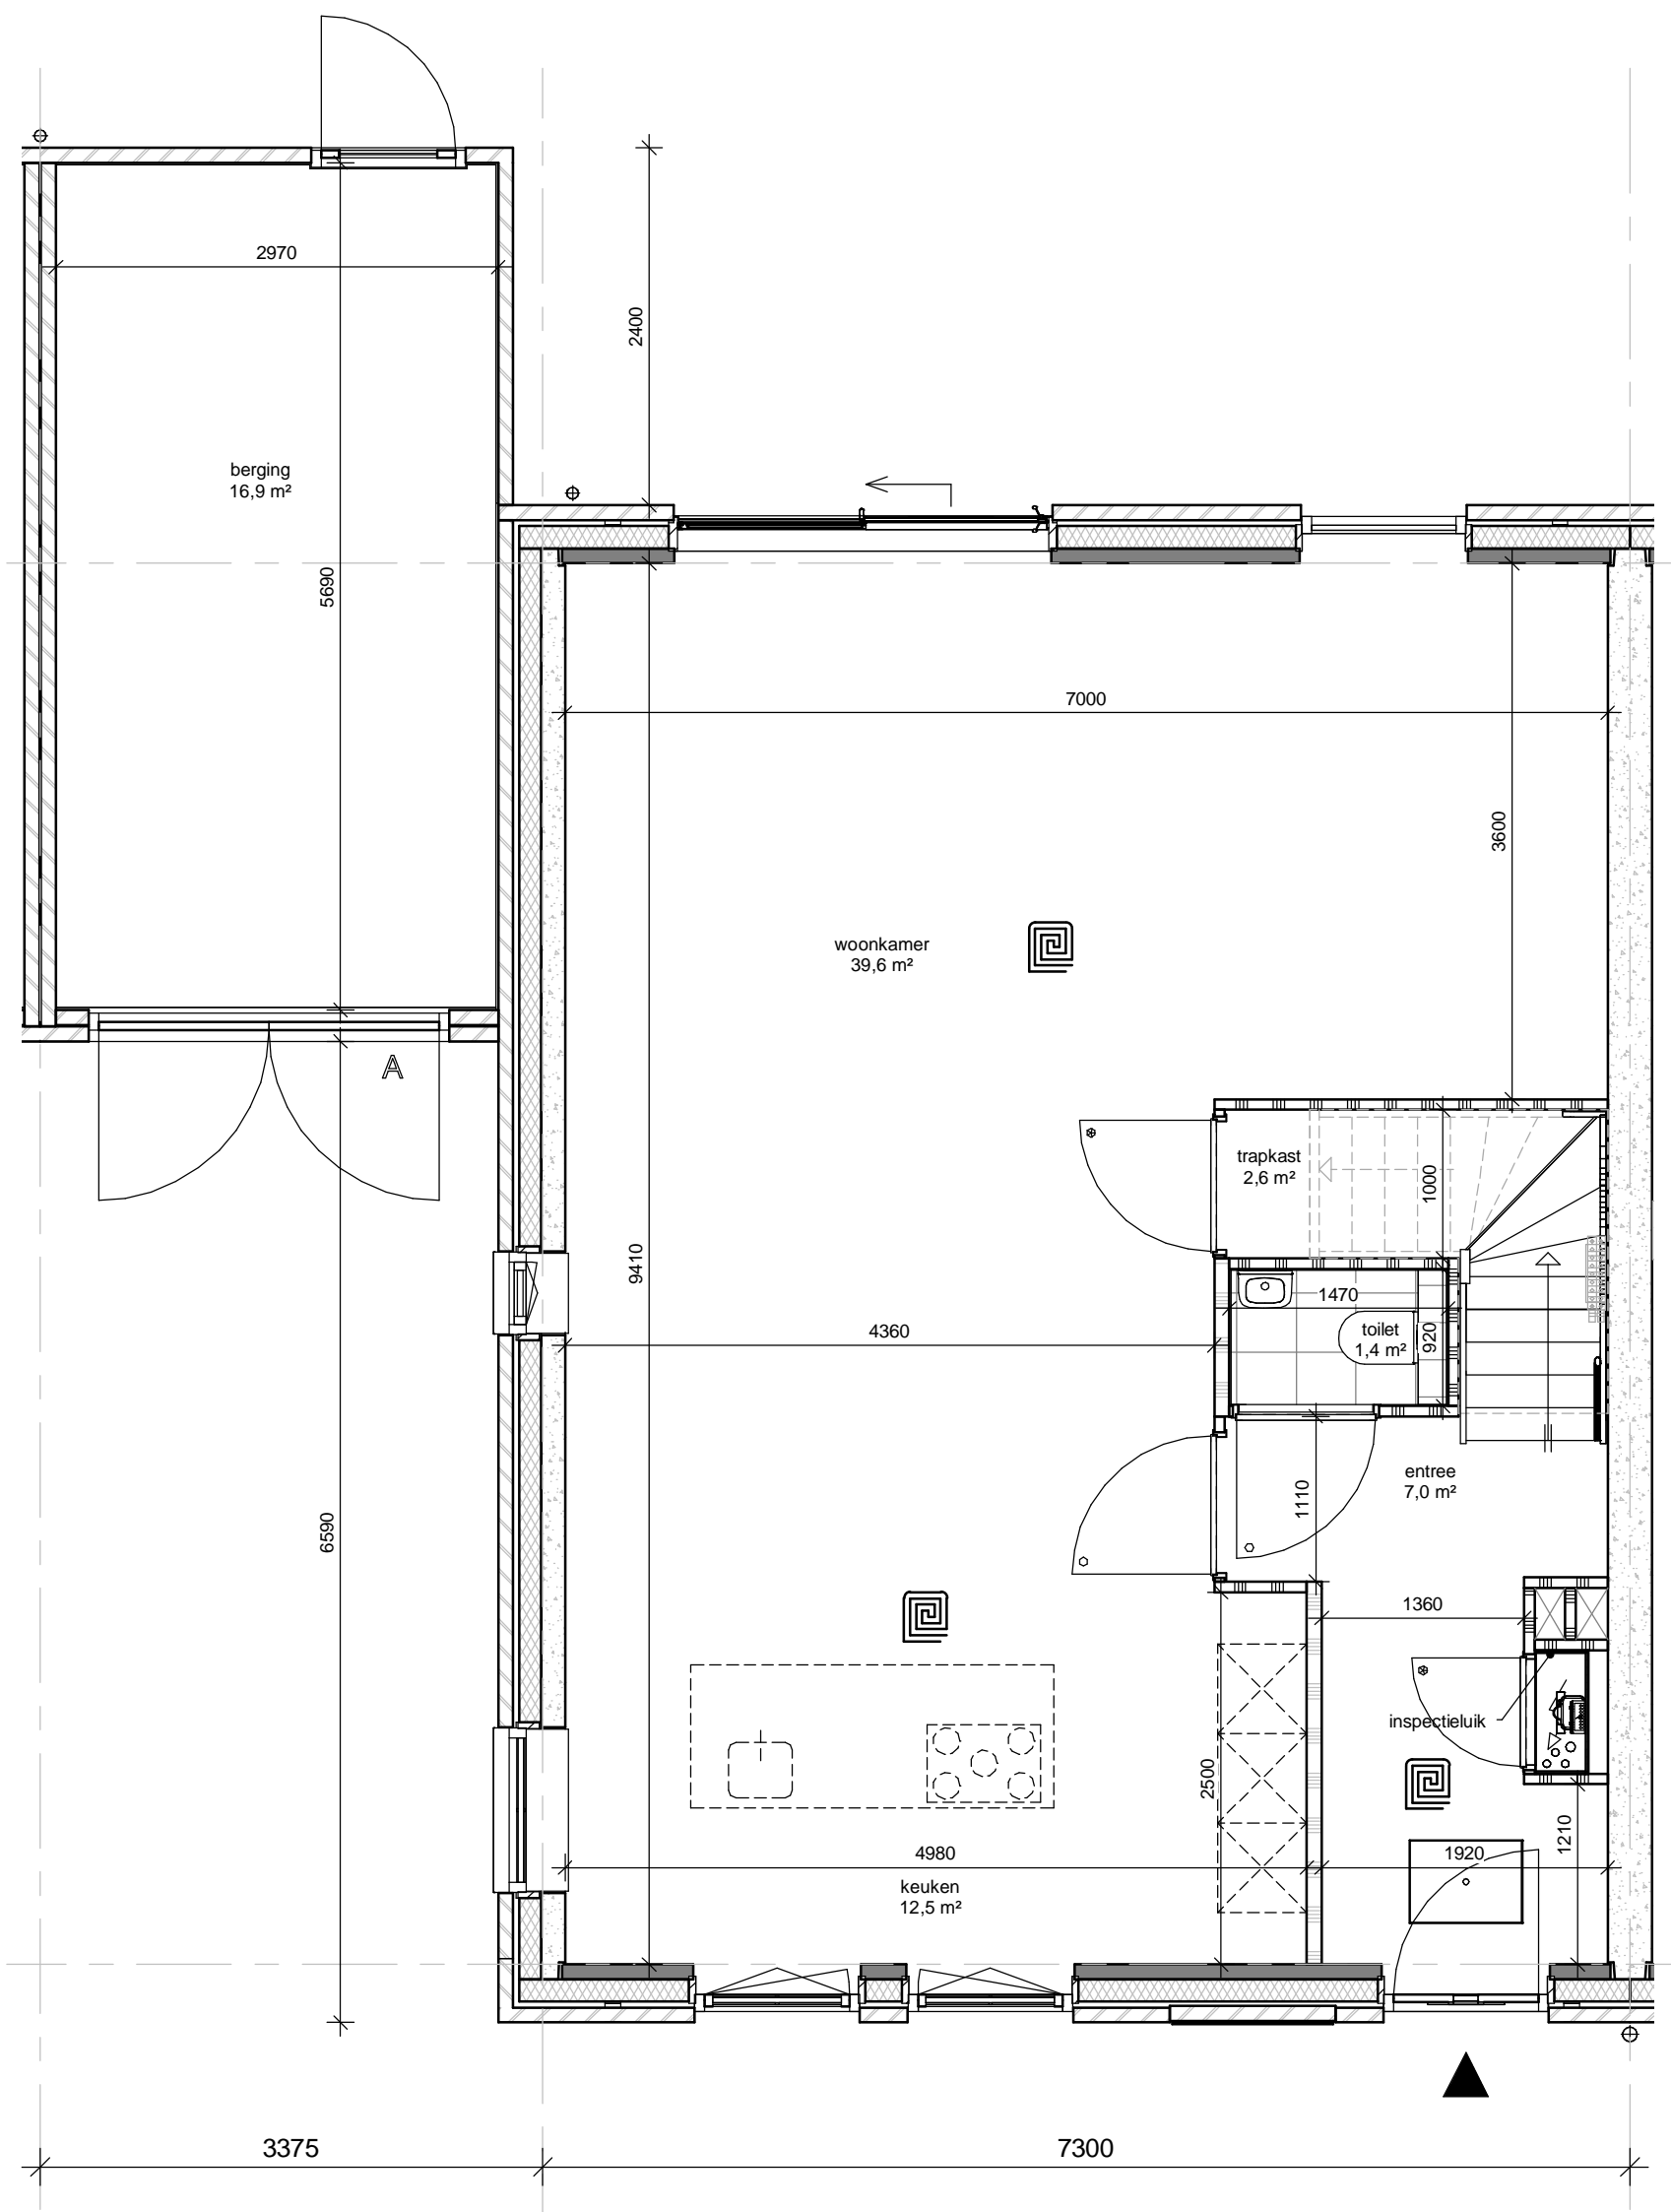 2970
2400
berging
16,9 m²
5690
7000
3600
woonkamer
39,6 m²
A
trapkast
2,6 m²
1000
9410
1470
4360
toilet
1,4 m²
920
entree
7,0 m²
1110
6590
1360
inspectieluik
2500
4980
1920
1210
keuken
12,5 m²
3375
7300